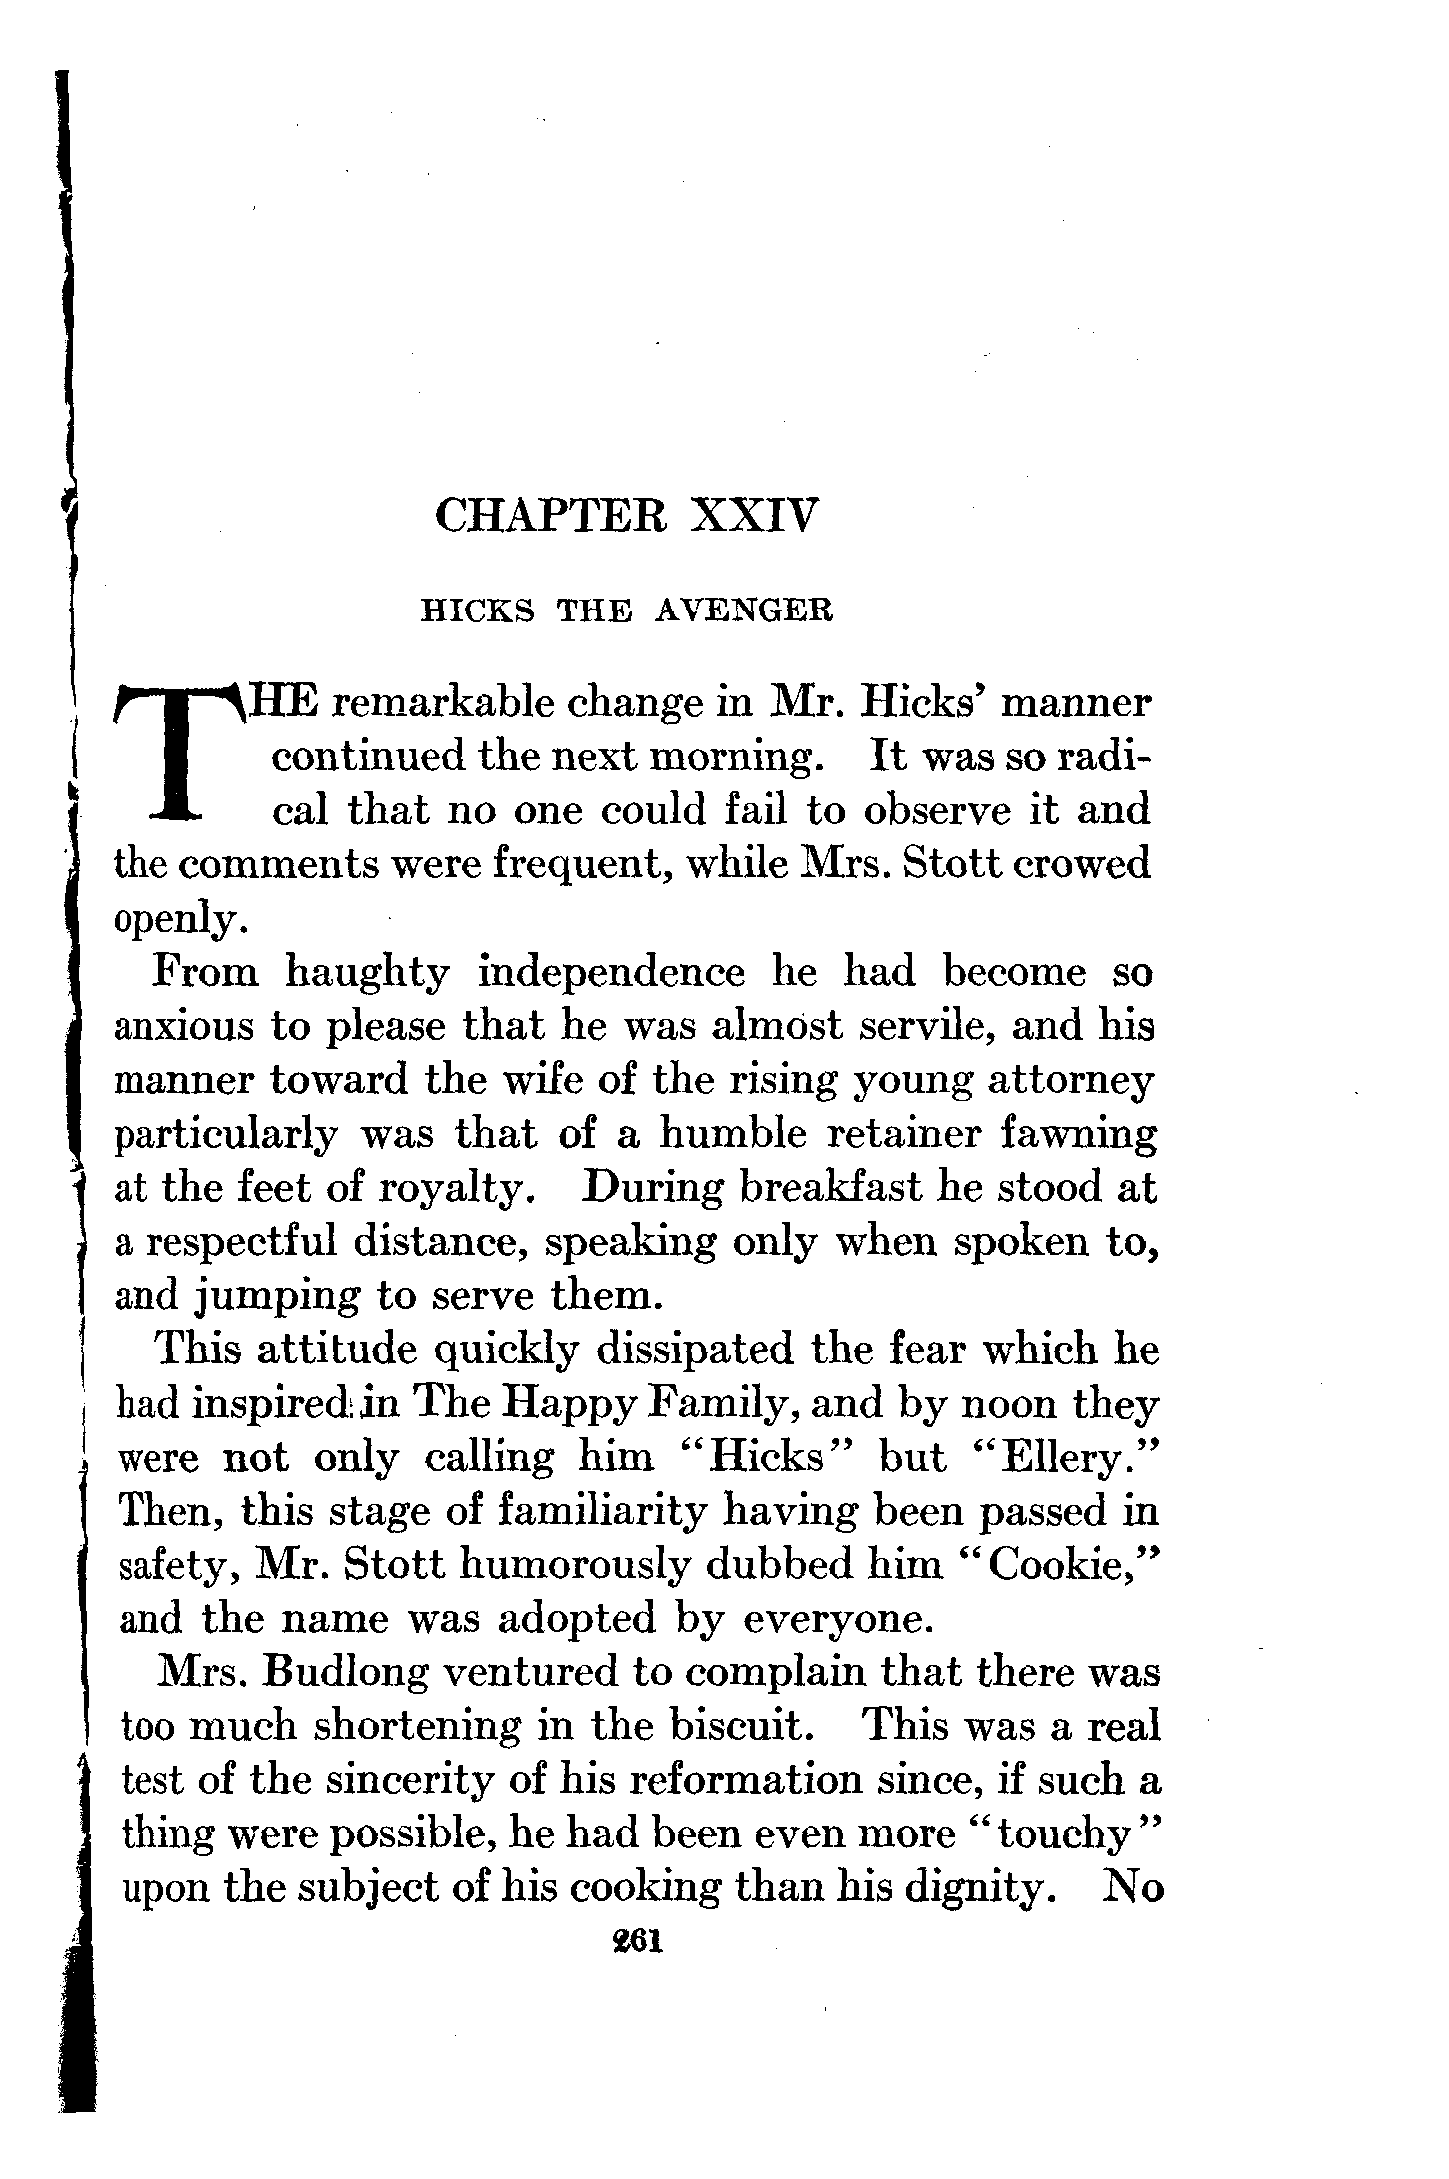 CHAPTER XXIV
HICKS THE AVENGER
THE remarkable change in Mr. Hicks’ manner
continued the next morning. It was so radi-
cal that no one could fail to observe it and
the comments were frequent, while Mrs. Stott crowed
openly.
From haughty independence he had become so
anxious to please that he was almost servile, and his
manner toward the wife of the rising young attorney
particularly was that of a humble retainer fawning
at the feet of royalty. During breakfast he stood at
a respectful distance, speaking only when spoken to,
and jumping to serve them.
This attitude quickly dissipated the fear which he
had inspired in The Happy Family, and by noon they
were not only calling him “Hicks” but “Ellery.”
Then, this stage of familiarity having been passed in
safety, Mr. Stott humorously dubbed him “Cookie,”
and the name was adopted by everyone.
Mrs. Budlong ventured to complain that there was
too much shortening in the biscuit. This was a real
test of the sincerity of his reformation since, if such a
thing were possible, he had been even more “touchy”
upon the subject of his cooking than his dignity. No
261